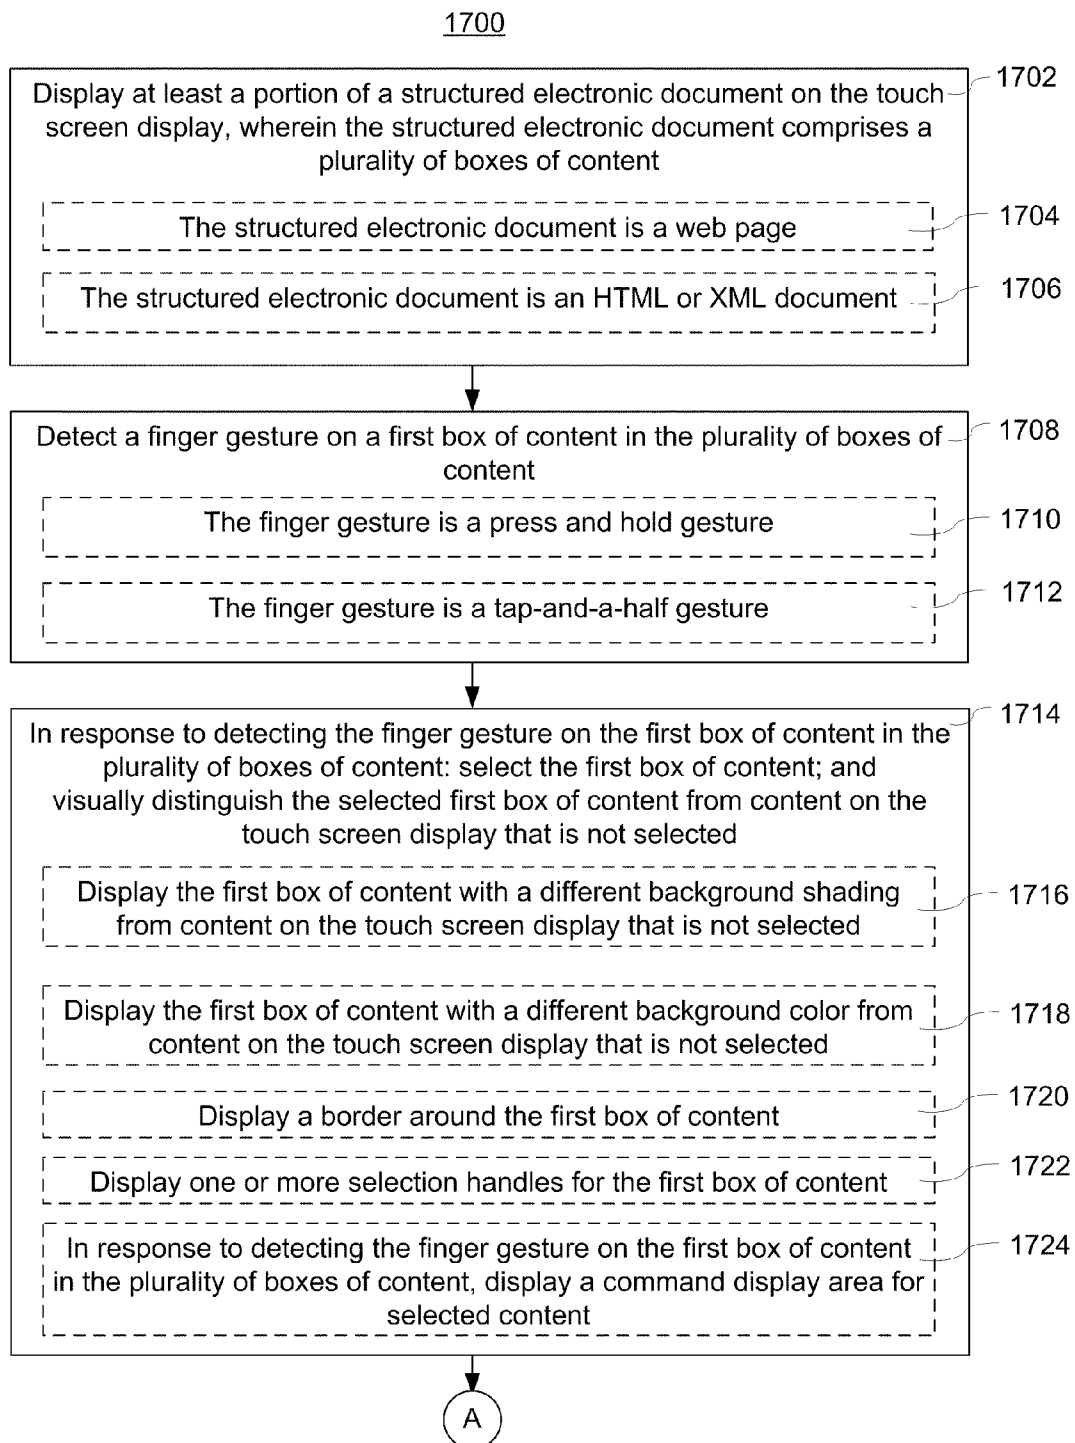 1700
Display at least a portion of a structured electronic document on the touch
screen display, wherein the structured electronic document comprises a
plurality of boxes of content
1702
The structured electronic document is a web page
1704
The structured electronic document is an HTML or XML document
1706
Detect a finger gesture on a first box of content in the plurality of boxes of
content
1708
The finger gesture is a press and hold gesture
1710
The finger gesture is a tap-and-a-half gesture
1712
In response to detecting the finger gesture on the first box of content in the
plurality of boxes of content: select the first box of content; and
visually distinguish the selected first box of content from content on the
touch screen display that is not selected
1714
Display the first box of content with a different background shading
from content on the touch screen display that is not selected
1716
Display the first box of content with a different background color from
content on the touch screen display that is not selected
1718
Display a border around the first box of content
1720
Display one or more selection handles for the first box of content
1722
In response to detecting the finger gesture on the first box of content
in the plurality of boxes of content, display a command display area for
selected content
1724
A